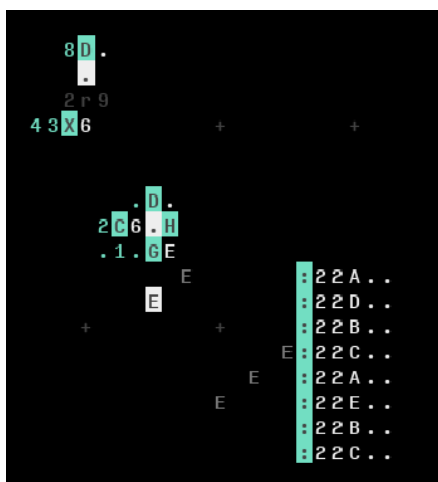 8D.
.
2r9
43X6 + +
.D.
2C6.H
.1.GE
E :22A..
E :22D..
+ + :22B..
E:22C..
E :22A..
E :22E..
:22B..
:22C..